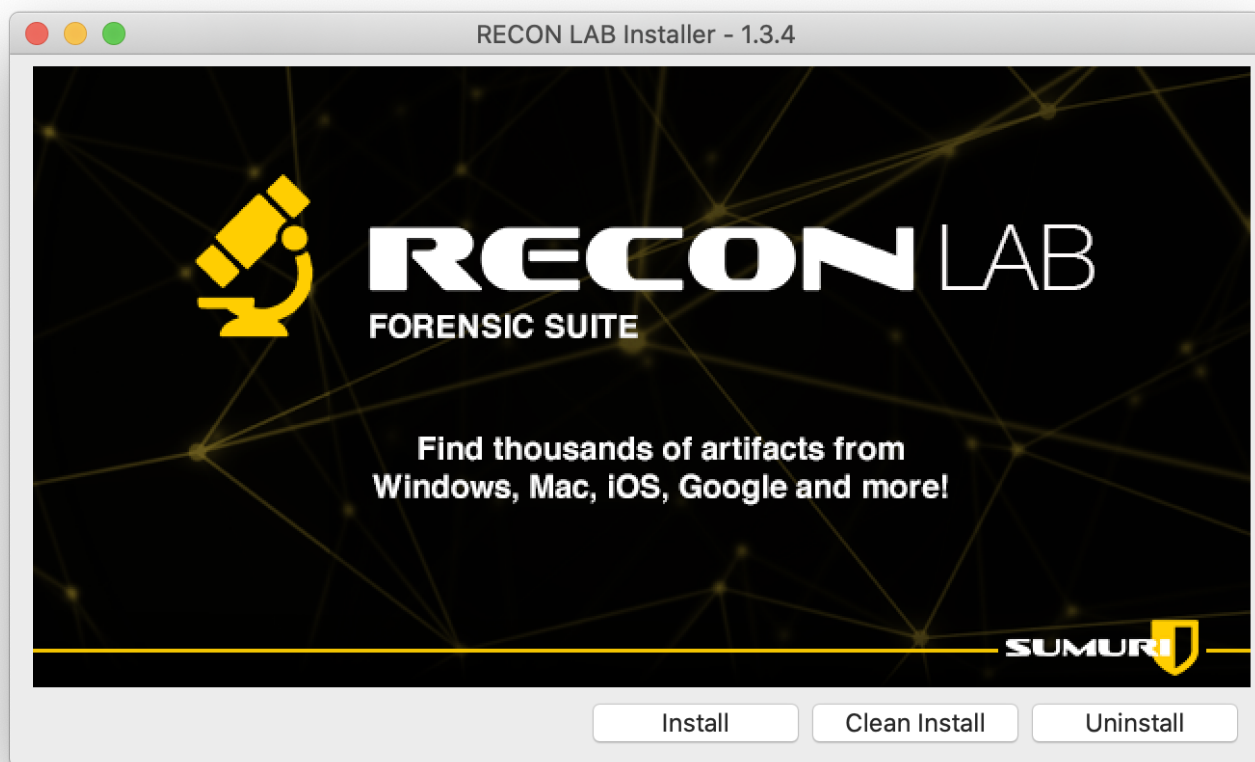 RECON LAB Installer - 1.3.4
RECON LAB
FORENSIC SUITE
Find thousands of artifacts from
Windows, Mac, iOS, Google and more!
SUMURI
Install
Clean Install
Uninstall